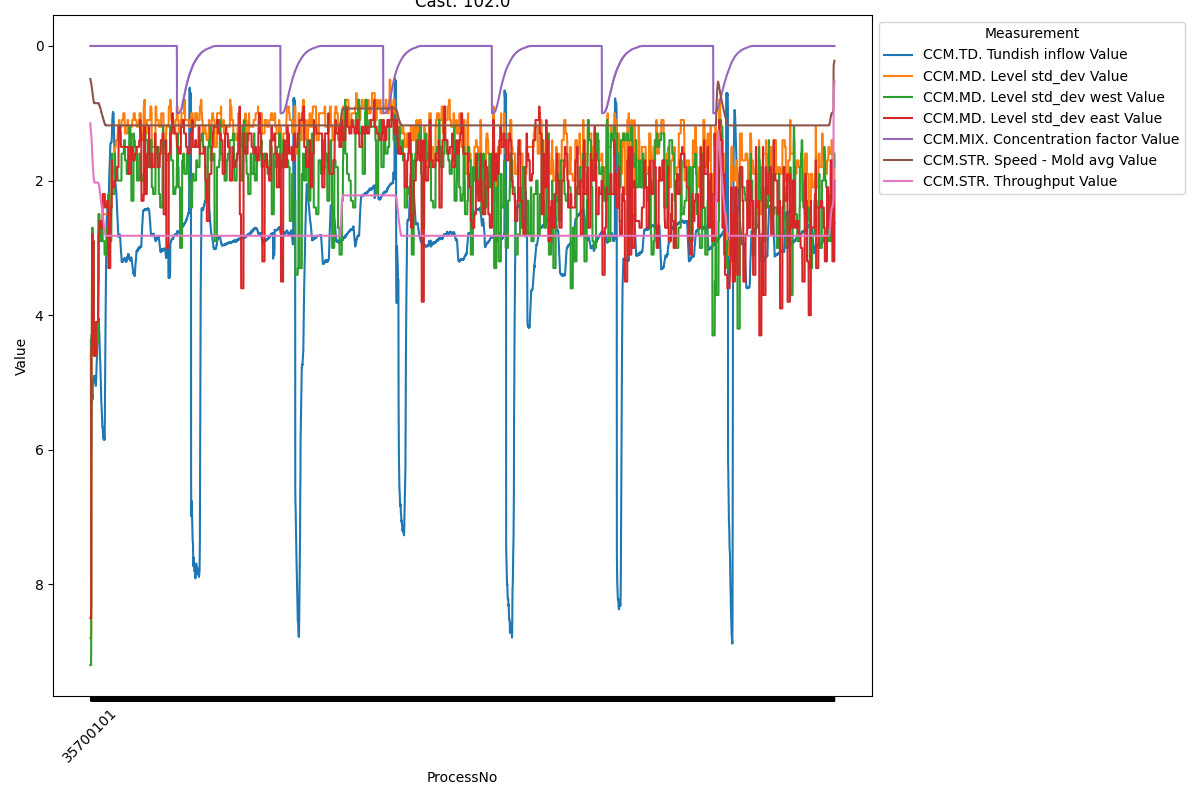 Cast: 102.0
Measurement
CCM.TD. Tundish inflow Value
CCM.MD. Level std_dev Value
CCM.MD. Level std_dev west Value
CCM.MD. Level std_dev east Value
CCM.MIX. Concentration factor Value
CCM.STR. Speed - Mold avg Value
CCM.STR. Throughput Value
0
2
4
6
8
Value
35700101
ProcessNo